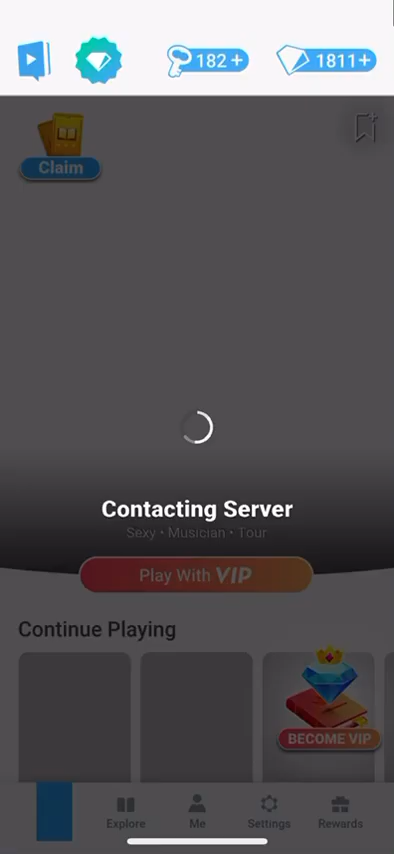 182 +
1811+
Claim
Contacting Server
Sexy • Musician • Tour
Play With VIP
Continue Playing
BECOME VIP
Explore
Me
Settings
Rewards